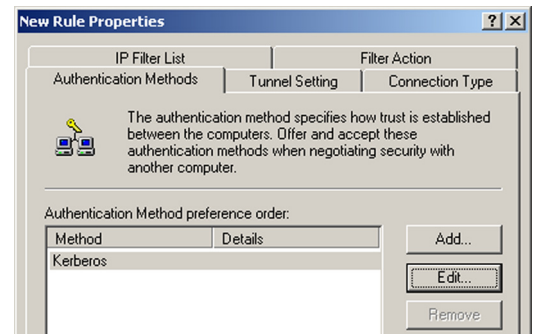 New Rule Properties
? X
IP Filter List Filter Action
Authentication Methods Tunnel Setting Connection Type
The authentication method specifies how trust is established
between the computers. Offer and accept these
authentication methods when negotiating security with
another computer.
Authentication Method preference order:
Method Details Add...
Kerberos
Edit...
Remove